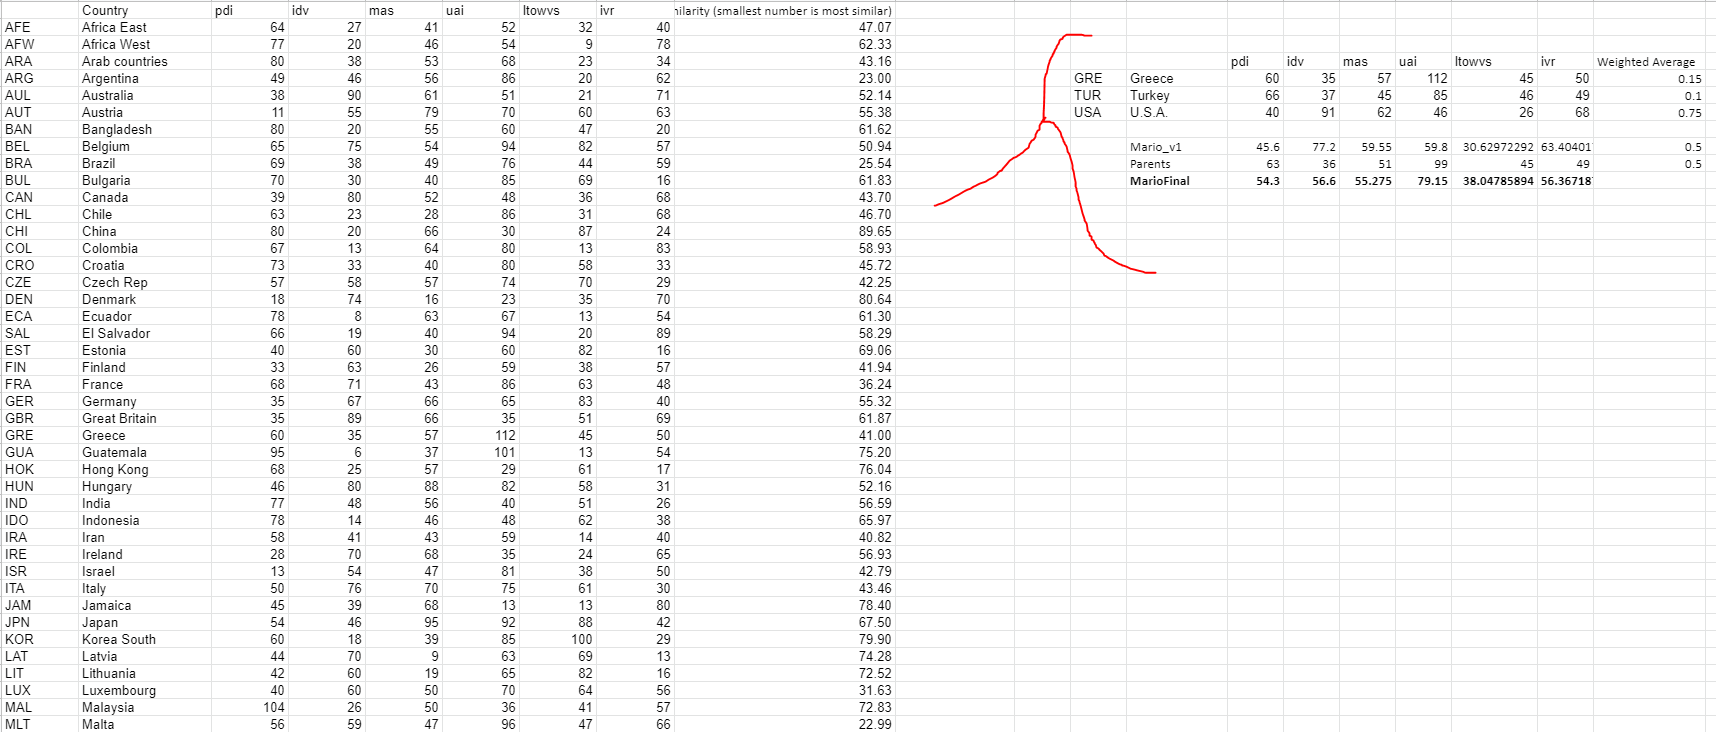 Country pdi idv mas uai ltowvs ivr nilarity (smallest number is most similar)
AFE Africa East 64 27 41 52 32 40 47.07
AFW Africa West 77 20 46 54 9 78 62.33
ARA Arab countries 80 38 53 68 23 34 43.16 pdi idv mas uai ltowvs ivr Weighted Average
ARG Argentina 49 46 56 86 20 62 23.00 GRE Greece 60 35 57 112 45 50 0.15
AUL Australia 38 90 61 51 21 71 52.14 TUR Turkey 66 37 45 85 46 49 0.1
AUT Austria 11 55 79 70 60 63 55.38 USA U.S.A. 40 91 62 46 26 68 0.75
BAN Bangladesh 80 20 55 60 47 20 61.62
BEL Belgium 65 75 54 94 82 57 50.94 Mario_v1 45.6 77.2 59.55 59.8 30.62972292 63.40401 0.5
BRA Brazil 69 38 49 76 44 59 25.54 Parents 63 36 51 99 45 49 0.5
BUL Bulgaria 70 30 40 85 69 16 61.83 MarioFinal 54.3 56.6 55.275 79.15 38.04785894 56.36718
CAN Canada 39 80 52 48 36 68 43.70
CHL Chile 63 23 28 86 31 68 46.70
CHI China 80 20 66 30 87 24 89.65
COL Colombia 67 13 64 80 13 83 58.93
CRO Croatia 73 33 40 80 58 33 45.72
CZE Czech Rep 57 58 57 74 70 29 42.25
DEN Denmark 18 74 16 23 35 70 80.64
ECA Ecuador 78 8 63 67 13 54 61.30
SAL El Salvador 66 19 40 94 20 89 58.29
EST Estonia 40 60 30 60 82 16 69.06
FIN Finland 33 63 26 59 38 57 41.94
FRA France 68 71 43 86 63 48 36.24
GER Germany 35 67 66 65 83 40 55.32
GBR Great Britain 35 89 66 35 51 69 61.87
GRE Greece 60 35 57 112 45 50 41.00
GUA Guatemala 95 6 37 101 13 54 75.20
HOK Hong Kong 68 25 57 29 61 17 76.04
HUN Hungary 46 80 88 82 58 31 52.16
IND India 77 48 56 40 51 26 56.59
IDO Indonesia 78 14 46 48 62 38 65.97
IRA Iran 58 41 43 59 14 40 40.82
IRE Ireland 28 70 68 35 24 65 56.93
ISR Israel 13 54 47 81 38 50 42.79
ITA Italy 50 76 70 75 61 30 43.46
JAM Jamaica 45 39 68 13 13 80 78.40
JPN Japan 54 46 95 92 88 42 67.50
KOR Korea South 60 18 39 85 100 29 79.90
LAT Latvia 44 70 9 63 69 13 74.28
LIT Lithuania 42 60 19 65 82 16 72.52
LUX Luxembourg 40 60 50 70 64 56 31.63
MAL Malaysia 104 26 50 36 41 57 72.83
MLT Malta 56 59 47 96 47 66 22.99